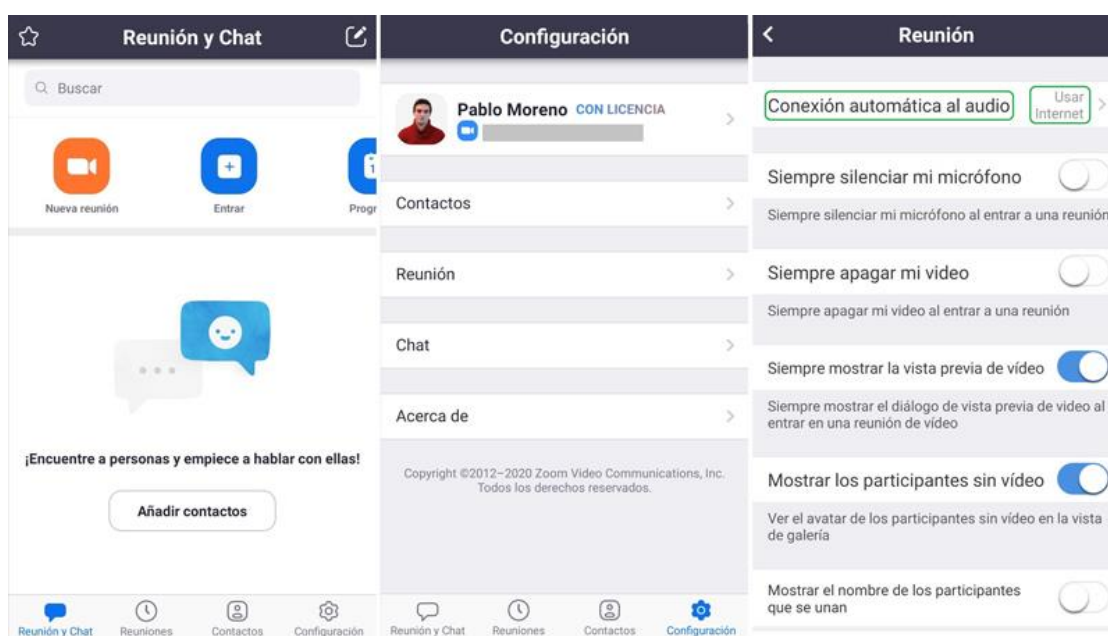 Reunión y Chat
Buscar
Nueva reunión
Entrar
¡Encuentre a personas y empiece a hablar con ellas!
Añadir contactos
Reunión y Chat
Reuniones
Contactos
Configuración
Configuración
Pablo Moreno CON LICENCIA
Contactos
Reunión
Chat
Acerca de
Copyright ©2012–2020 Zoom Video Communications, Inc.
Todos los derechos reservados.
Reunión y Chat
Reuniones
Contactos
Configuración
Reunión
Conexión automática al audio
Usar
Internet
Siempre silenciar mi micrófono
Siempre silenciar mi micrófono al entrar a una reunión
Siempre apagar mi video
Siempre apagar mi video al entrar a una reunión
Siempre mostrar la vista previa de vídeo
Siempre mostrar el diálogo de vista previa de video al
entrar en una reunión de vídeo
Mostrar los participantes sin vídeo
Ver el avatar de los participantes sin vídeo en la vista
de galería
Mostrar el nombre de los participantes
que se unan